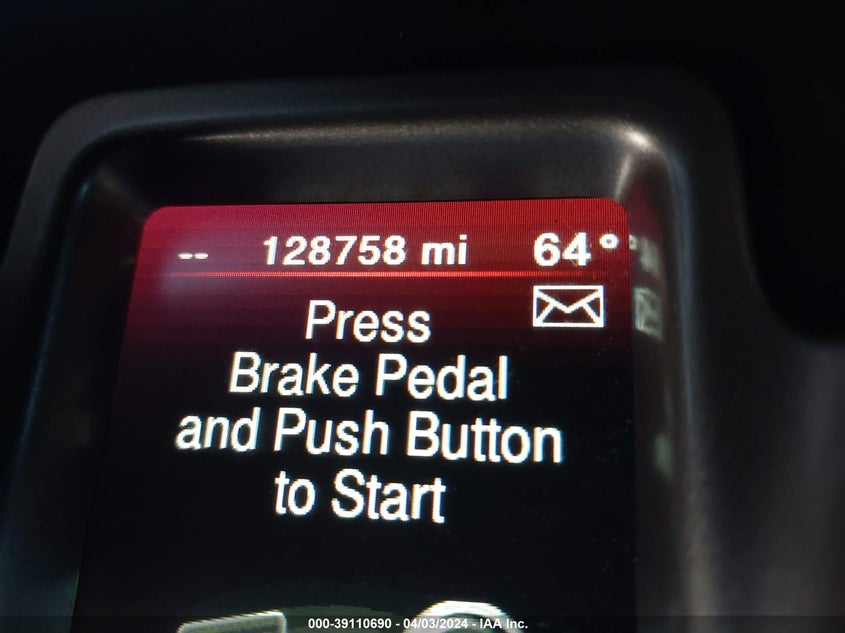 -- 128758 mi 64°
Press
Brake Pedal
and Push Button
to Start
000-39110690 - 04/03/2024 - IAA Inc.